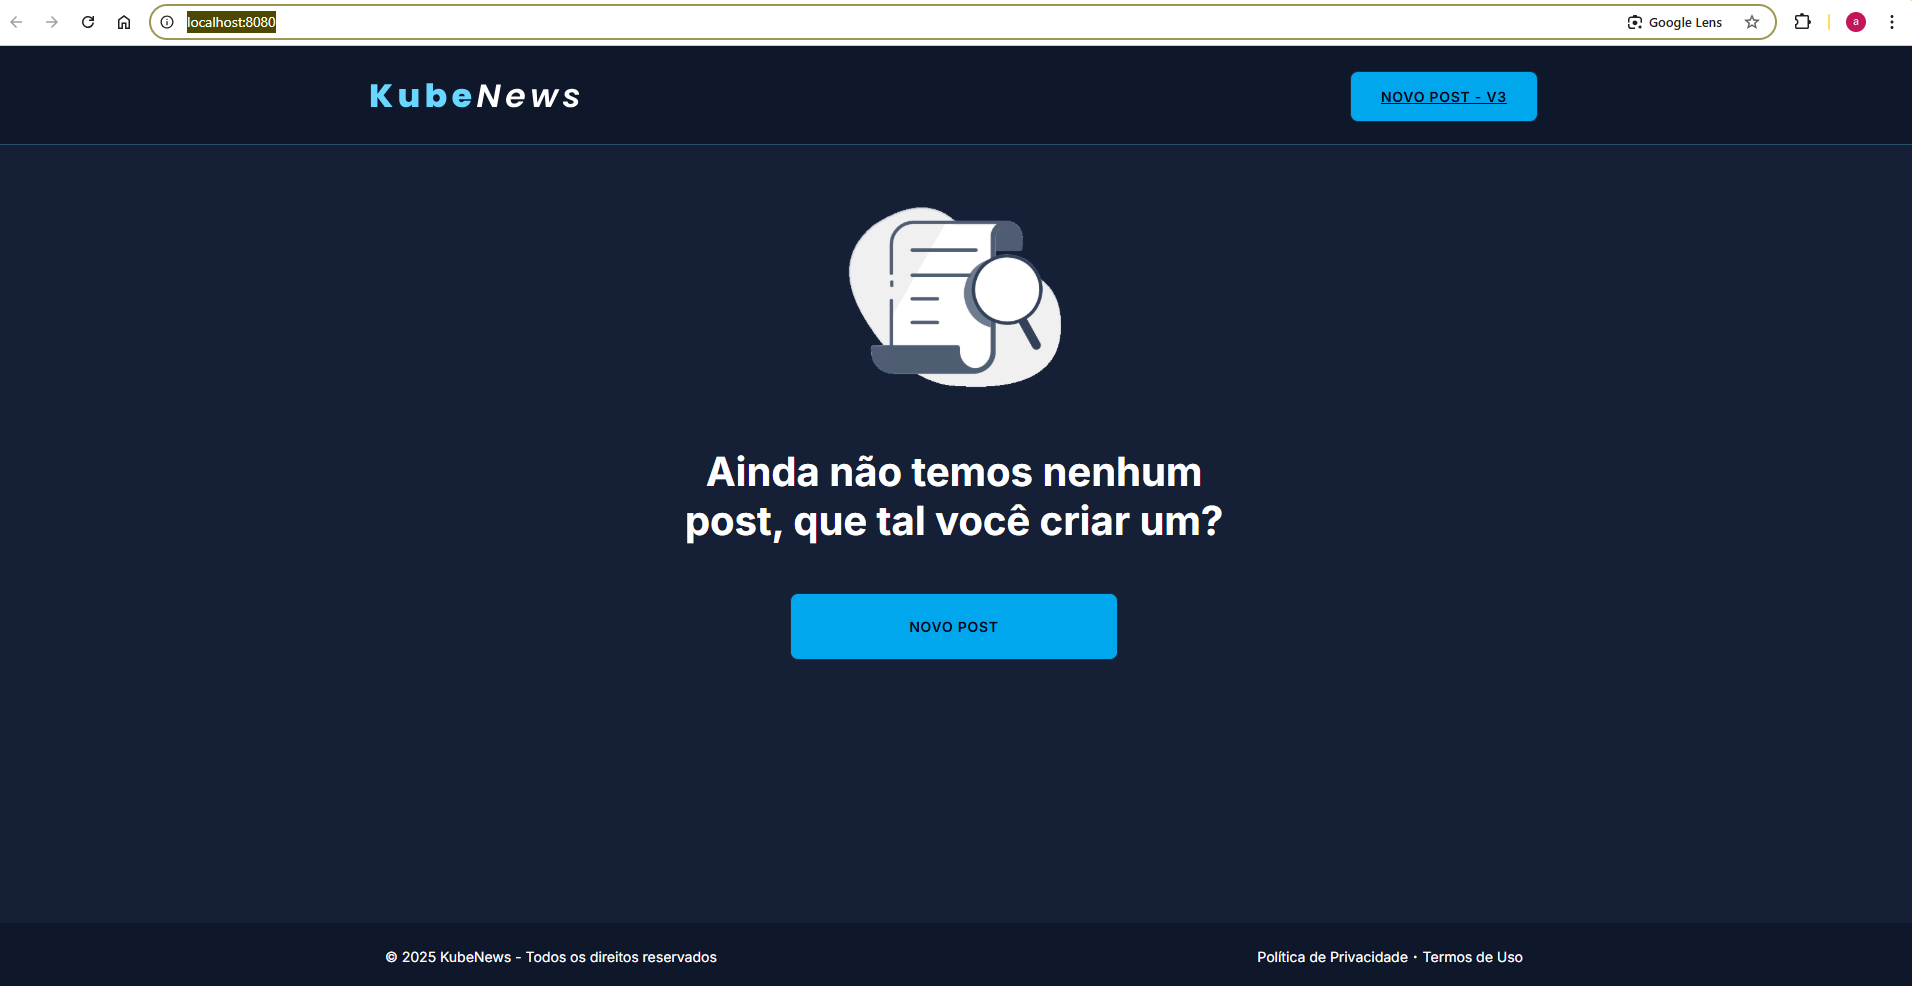 localhost:8080
Google Lens
a
KubeNews
NOVO POST - V3
Ainda não temos nenhum
post, que tal você criar um?
NOVO POST
© 2025 KubeNews - Todos os direitos reservados
Política de Privacidade • Termos de Uso